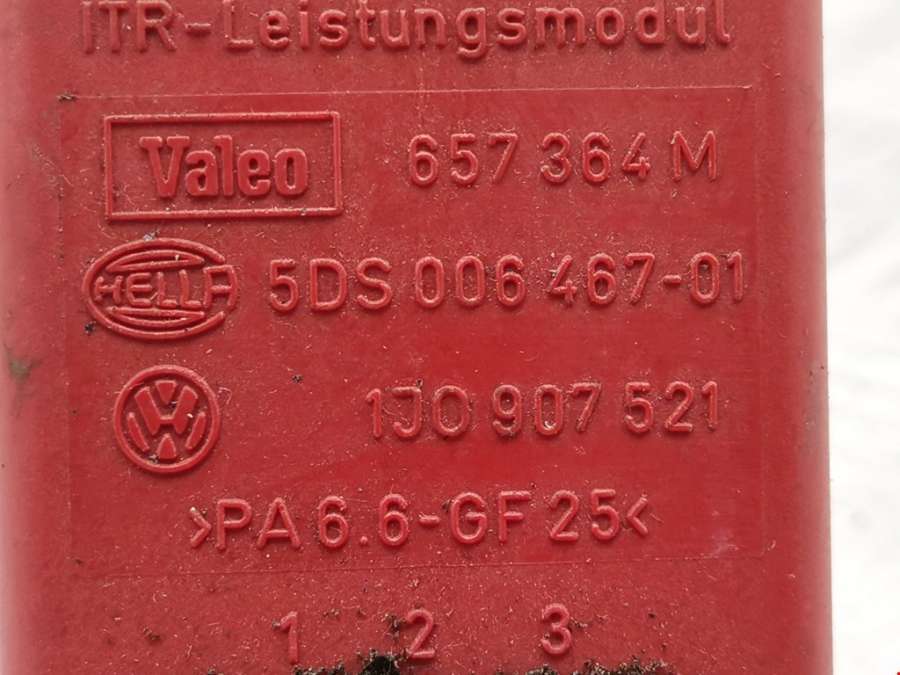 ITR-Leistungsmodul
Valeo 657 364 M
HELLA 5DS 006 467-01
VW 1J0 907 521
>PA 6.6-GF 25<
1 2 3